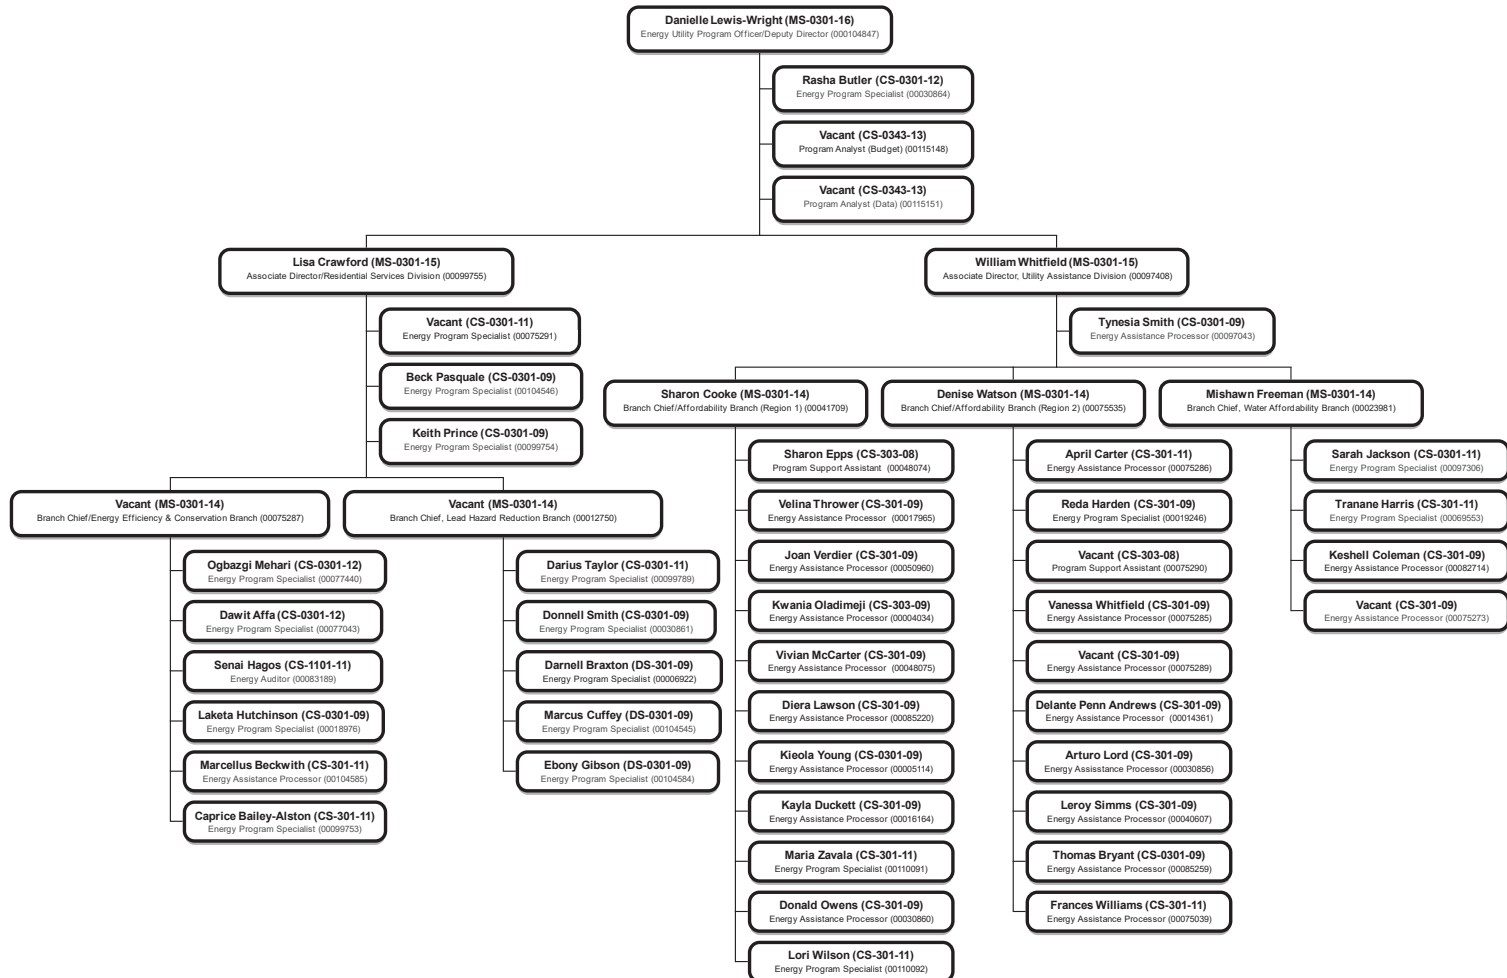 Danielle Lewis-Wright (MS-0301-16)
Energy Utility Program Officer/Deputy Director (000104847)
Rasha Butler (CS-0301-12)
Energy Program Specialist (00030864)
Vacant (CS-0343-13)
Program Analyst (Budget) (00115148)
Vacant (CS-0343-13)
Program Analyst (Data) (00115151)
Lisa Crawford (MS-0301-15)
Associate Director/Residential Services Division (00099755)
Vacant (CS-0301-11)
Energy Program Specialist (00075291)
Beck Pasquale (CS-0301-09)
Energy Program Specialist (00104546)
Keith Prince (CS-0301-09)
Energy Program Specialist (00099754)
Vacant (MS-0301-14)
Branch Chief/Energy Efficiency & Conservation Branch (00075287)
Ogbazgi Mehari (CS-0301-12)
Energy Program Specialist (00077440)
Dawit Affa (CS-0301-12)
Energy Program Specialist (00077043)
Senai Hagos (CS-1101-11)
Energy Auditor (00083189)
Laketa Hutchinson (CS-0301-09)
Energy Program Specialist (00018976)
Marcellus Beckwith (CS-301-11)
Energy Assistance Processor (00104585)
Caprice Bailey-Alston (CS-301-11)
Energy Program Specialist (00099753)
Vacant (MS-0301-14)
Branch Chief, Lead Hazard Reduction Branch (00012750)
Darius Taylor (CS-0301-11)
Energy Program Specialist (00099789)
Donnell Smith (CS-0301-09)
Energy Program Specialist (00030861)
Darnell Braxton (DS-301-09)
Energy Program Specialist (00006922)
Marcus Cuffey (DS-0301-09)
Energy Program Specialist (00104545)
Ebony Gibson (DS-0301-09)
Energy Program Specialist (00104584)
William Whitfield (MS-0301-15)
Associate Director, Utility Assistance Division (00097408)
Tynesia Smith (CS-0301-09)
Energy Assistance Processor (00097043)
Sharon Cooke (MS-0301-14)
Branch Chief/Affordability Branch (Region 1) (00041709)
Sharon Epps (CS-303-08)
Program Support Assistant (00048074)
Velina Thrower (CS-301-09)
Energy Assistance Processor (00017965)
Joan Verdier (CS-301-09)
Energy Assistance Processor (00050960)
Kwania Oladimeji (CS-303-09)
Energy Assistance Processor (00004034)
Vivian McCarter (CS-301-09)
Energy Assistance Processor (00048075)
Diera Lawson (CS-301-09)
Energy Assistance Processor (00085220)
Kieola Young (CS-0301-09)
Energy Assistance Processor (00005114)
Kayla Duckett (CS-301-09)
Energy Assistance Processor (00016164)
Maria Zavala (CS-301-11)
Energy Program Specialist (00110091)
Donald Owens (CS-301-09)
Energy Assistance Processor (00030860)
Lori Wilson (CS-301-11)
Energy Program Specialist (00110092)
Denise Watson (MS-0301-14)
Branch Chief/Affordability Branch (Region 2) (00075535)
April Carter (CS-301-11)
Energy Assistance Processor (00075286)
Reda Harden (CS-301-09)
Energy Program Specialist (00019246)
Vacant (CS-303-08)
Program Support Assistant (00075290)
Vanessa Whitfield (CS-301-09)
Energy Assistance Processor (00075285)
Vacant (CS-301-09)
Energy Assistance Processor (00075289)
Delante Penn Andrews (CS-301-09)
Energy Assistance Processor (00014361)
Arturo Lord (CS-301-09)
Energy Assistance Processor (00030856)
Leroy Simms (CS-301-09)
Energy Assistance Processor (00040607)
Thomas Bryant (CS-0301-09)
Energy Assistance Processor (00085259)
Frances Williams (CS-301-11)
Energy Assistance Processor (00075039)
Mishawn Freeman (MS-0301-14)
Branch Chief, Water Affordability Branch (00023981)
Sarah Jackson (CS-0301-11)
Energy Program Specialist (00097306)
Tranane Harris (CS-301-11)
Energy Program Specialist (00069553)
Keshell Coleman (CS-301-09)
Energy Assistance Processor (00082714)
Vacant (CS-301-09)
Energy Assistance Processor (00075273)